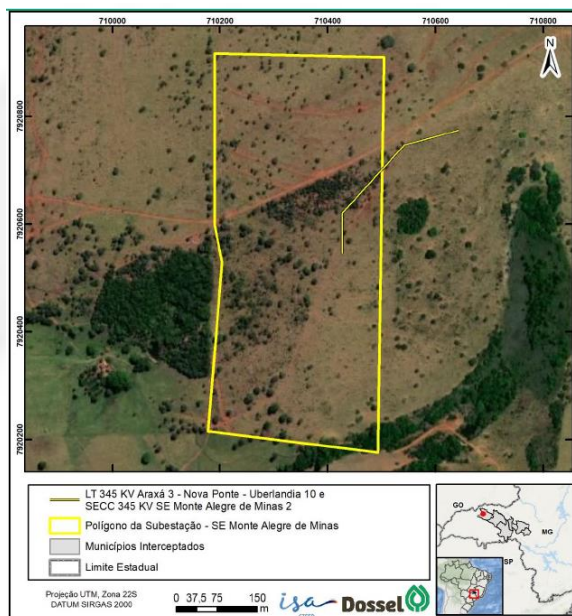 710000 710200 710400 710600 710800
N
7920800
7920600
7920400
7920200
LT 345 KV Araxá 3 - Nova Ponte - Uberlandia 10 e
SECC 345 KV SE Monte Alegre de Minas 2
Polígono da Subestação - SE Monte Alegre de Minas
Municípios Interceptados
Limite Estadual
GO
MG
SP
Projeção UTM, Zona 22S
DATUM SIRGAS 2000
0 37,5 75 150
m
isa
Dossel